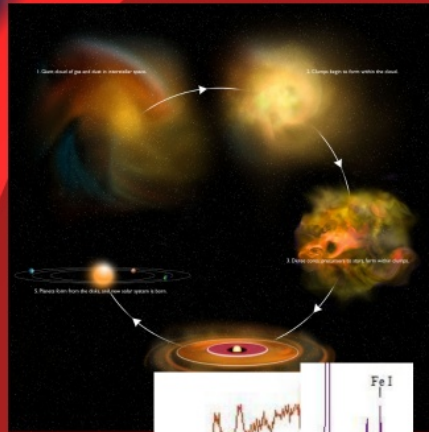 1. Giant cloud of gas and dust in interstellar space.
2. Clumps begin to form within the cloud.
3. Dense cores, precursors to stars, form within clumps.
5. Planets form from the disks, and new solar system is born.
Fe I